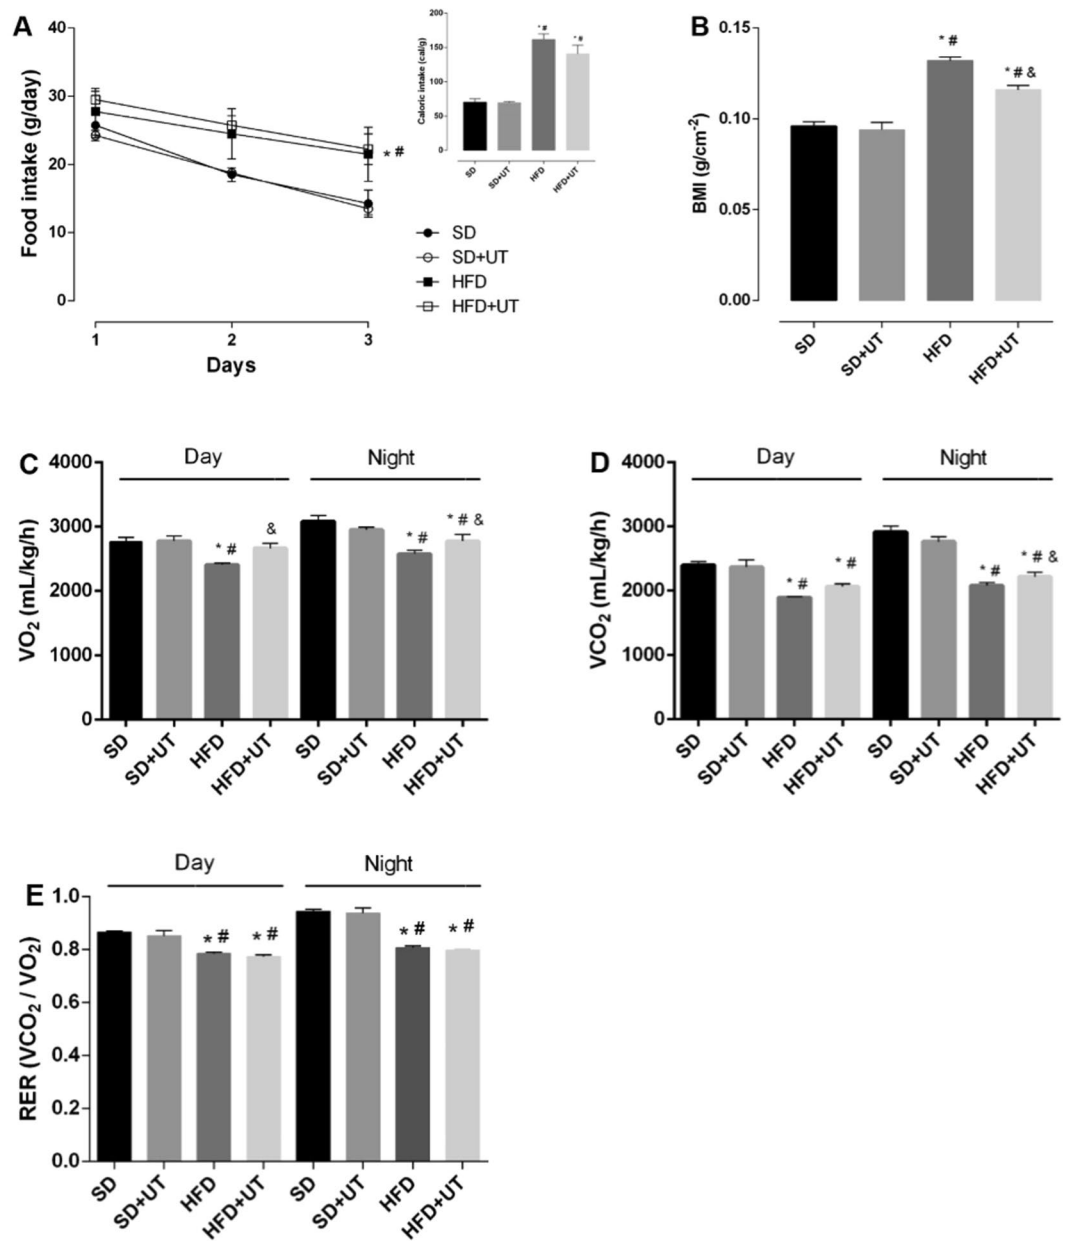 A
Food intake (g/day)
40
30
20
10
0
* #
1
2
3
Days
Caloric intake (cal/g)
200
150
100
50
0
* #
* #
SD
SD+UT
HFD
HFD+UT
SD
SD+UT
HFD
HFD+UT
B
BMI (g/cm-2)
0.15
0.10
0.05
0.00
* #
* # &
SD
SD+UT
HFD
HFD+UT
C
Day
Night
VO2 (mL/kg/h)
4000
3000
2000
1000
0
* #
&
* #
* # &
SD
SD+UT
HFD
HFD+UT
SD
SD+UT
HFD
HFD+UT
D
Day
Night
VCO2 (mL/kg/h)
4000
3000
2000
1000
0
* #
* #
* #
* # &
SD
SD+UT
HFD
HFD+UT
SD
SD+UT
HFD
HFD+UT
E
Day
Night
RER (VCO2 / VO2)
1.0
0.8
0.6
0.4
0.2
0.0
* #
* #
* #
* #
SD
SD+UT
HFD
HFD+UT
SD
SD+UT
HFD
HFD+UT